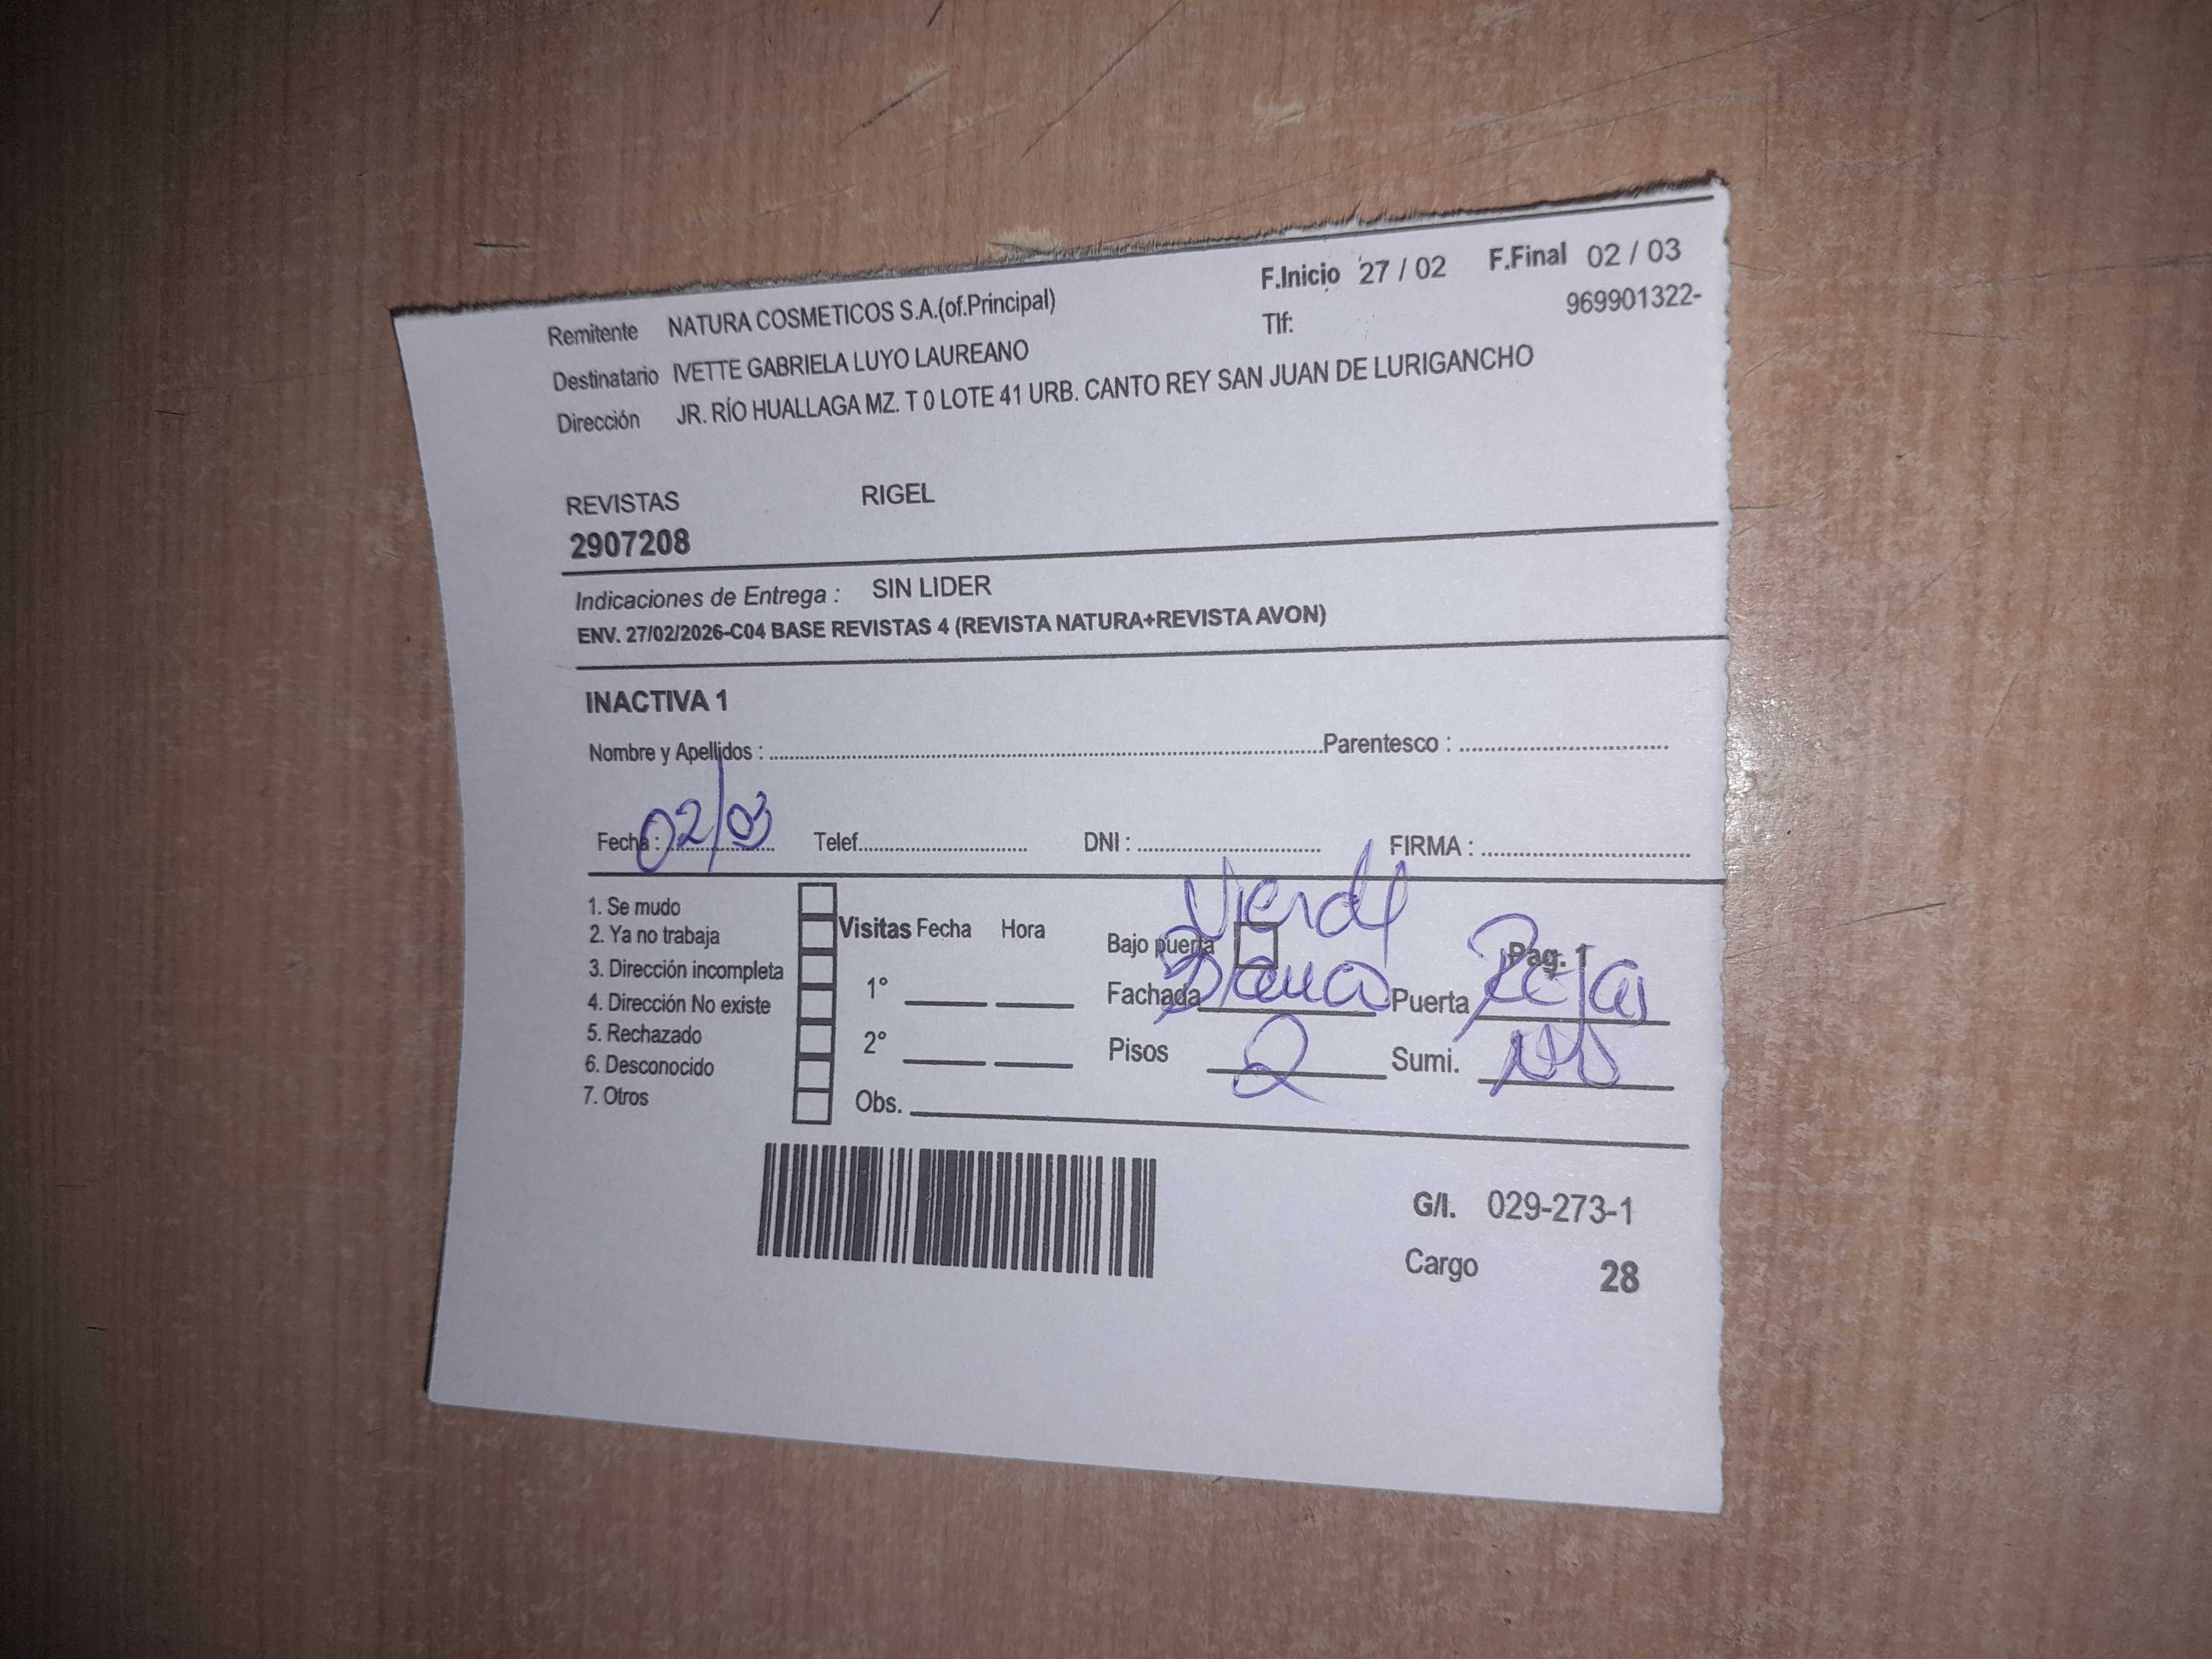 Remitente NATURA COSMETICOS S.A.(of.Principal) F.Inicio 27 / 02 F.Final 02 / 03
Destinatario IVETTE GABRIELA LUYO LAUREANO Tlf: 969901322-
Dirección JR. RÍO HUALLAGA MZ. T 0 LOTE 41 URB. CANTO REY SAN JUAN DE LURIGANCHO
REVISTAS RIGEL
2907208
Indicaciones de Entrega : SIN LIDER
ENV. 27/02/2026-C04 BASE REVISTAS 4 (REVISTA NATURA+REVISTA AVON)
INACTIVA 1
Nombre y Apellidos : Parentesco :
Fecha : 02/03 Telef. DNI : FIRMA :
1. Se mudo
2. Ya no trabaja
3. Dirección incompleta
4. Dirección No existe
5. Rechazado
6. Desconocido
7. Otros
Visitas Fecha Hora
1°
2°
Obs.
Verde
Bajo puerta Pag. 1
Fachada Blanca Puerta Rejas
Pisos 2 Sumi.
G/I. 029-273-1
Cargo 28